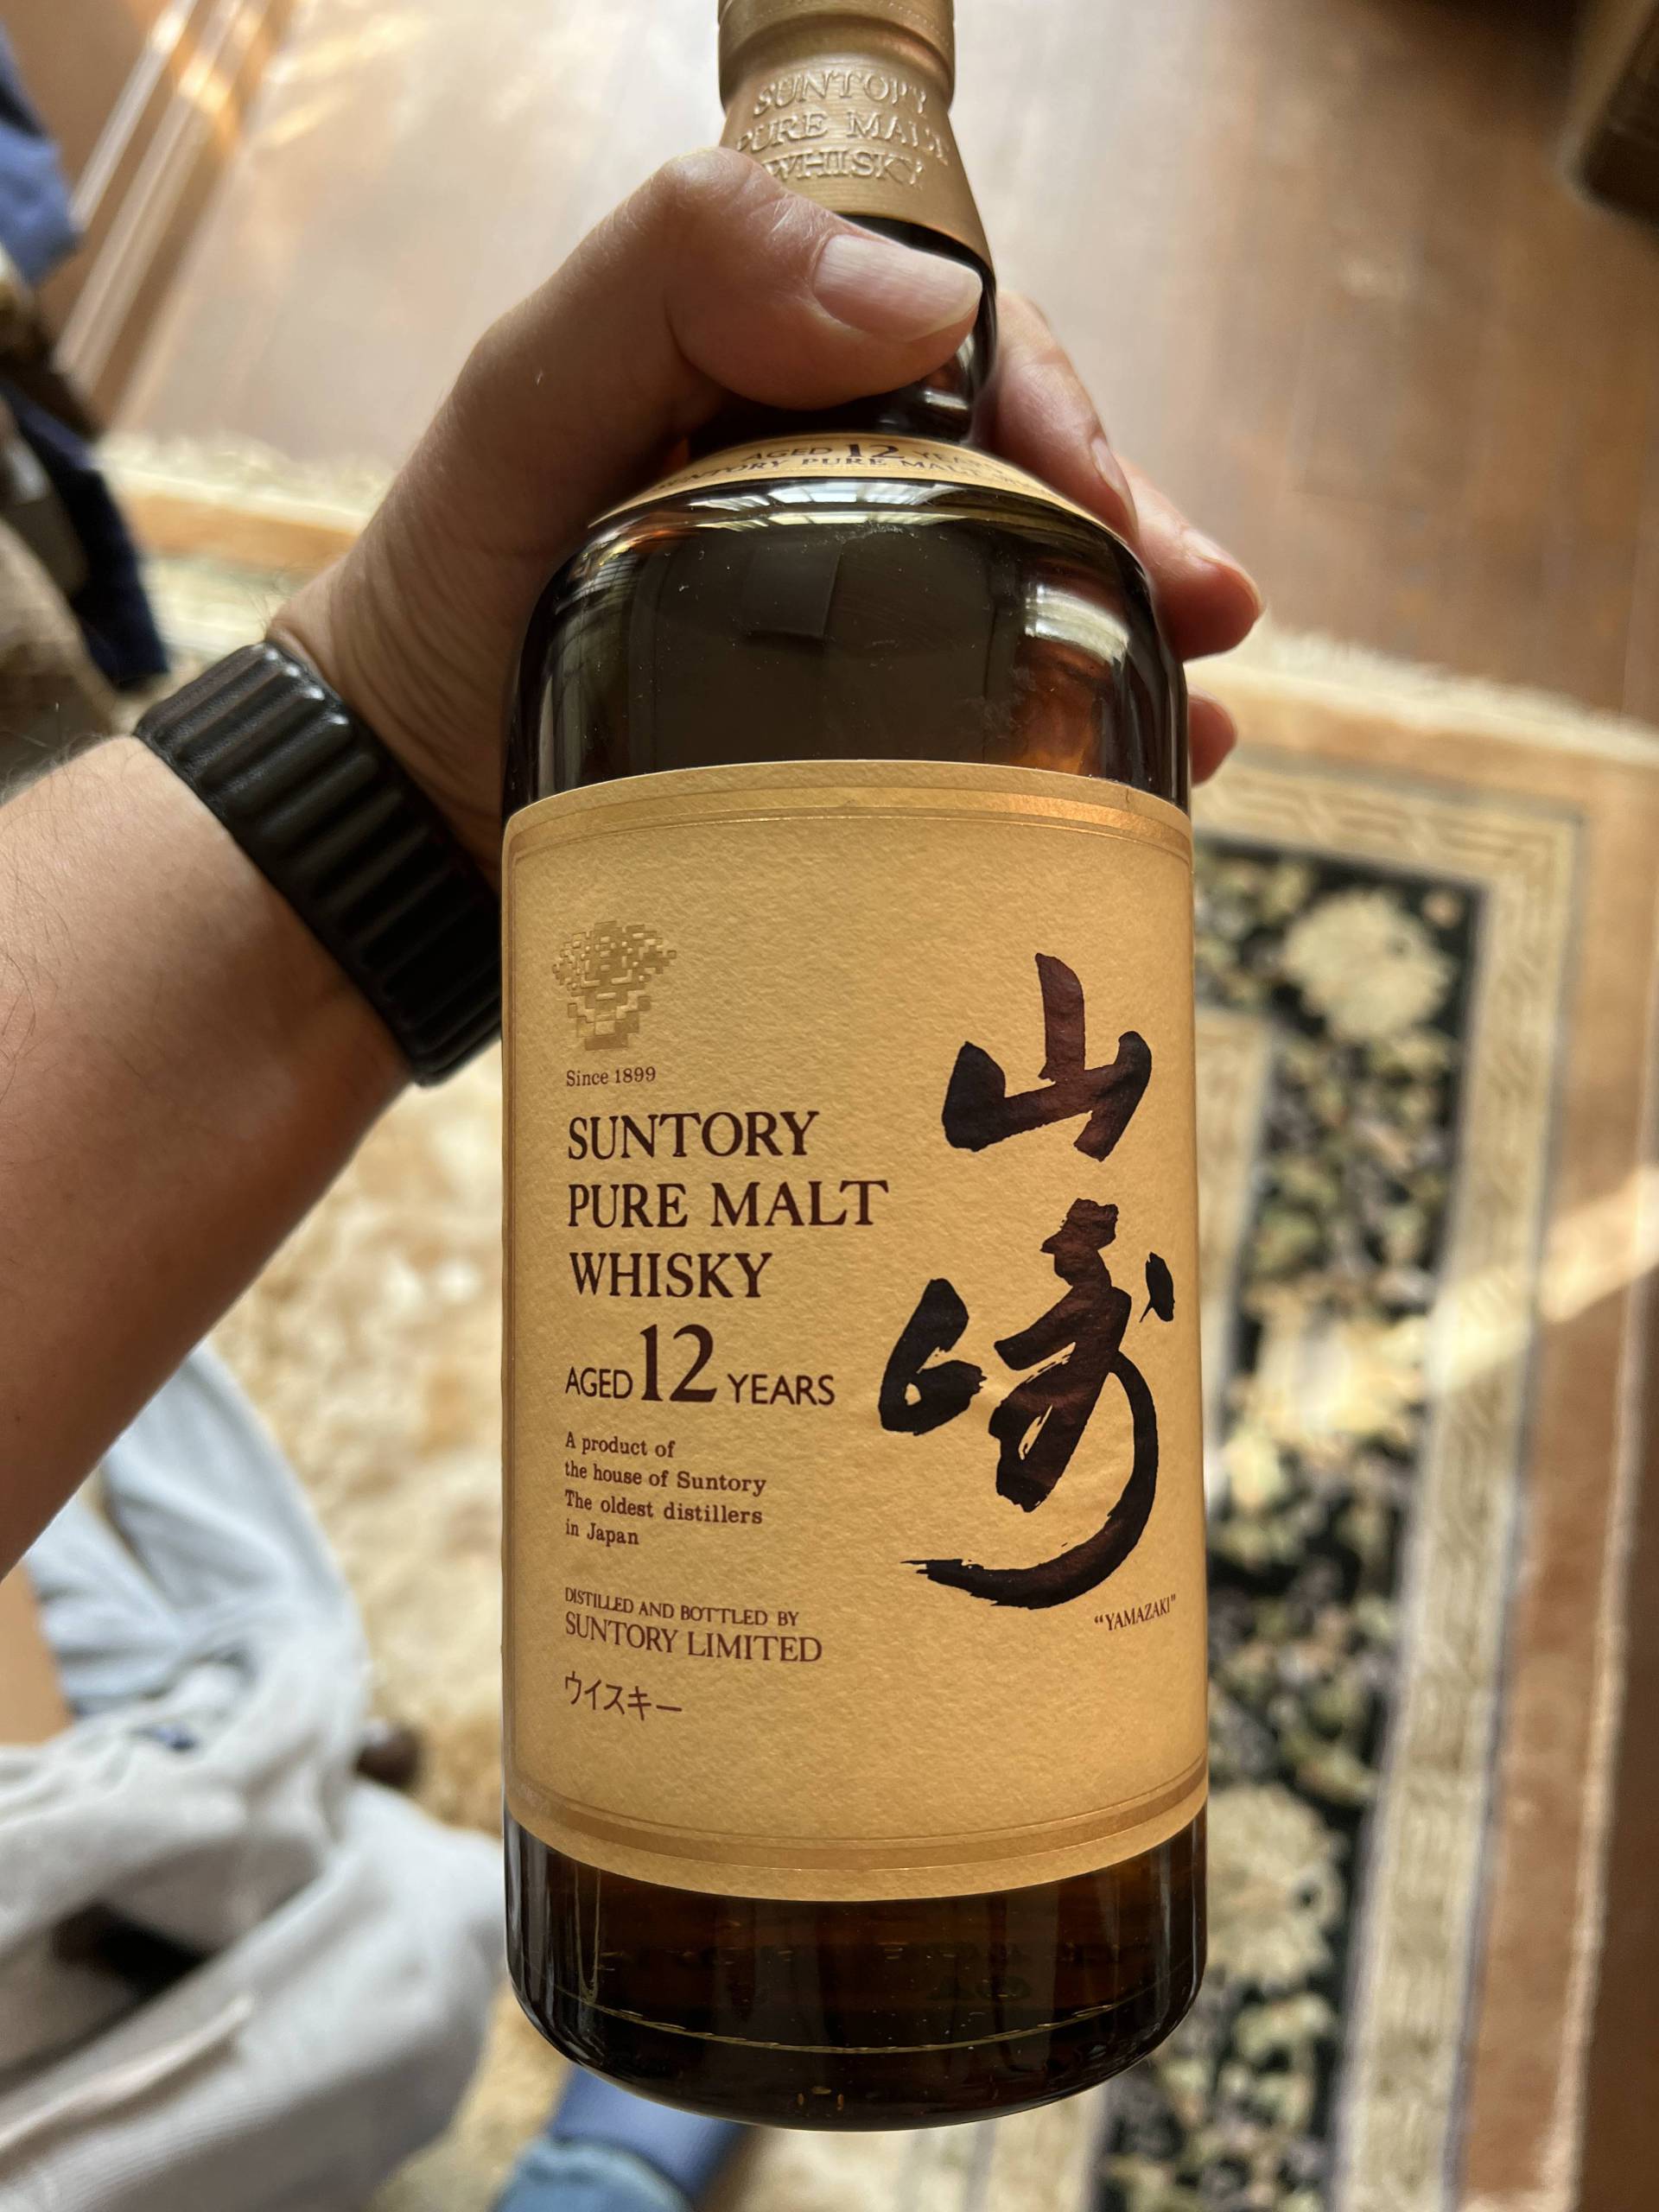 SUNTORY
PURE MALT
WHISKY
AGED 12
SUNTORY PURE MALT
Since 1899
SUNTORY
PURE MALT
WHISKY
AGED 12 YEARS
A product of
the house of Suntory
The oldest distillers
in Japan
DISTILLED AND BOTTLED BY
SUNTORY LIMITED
ウイスキー
山崎
“YAMAZAKI”